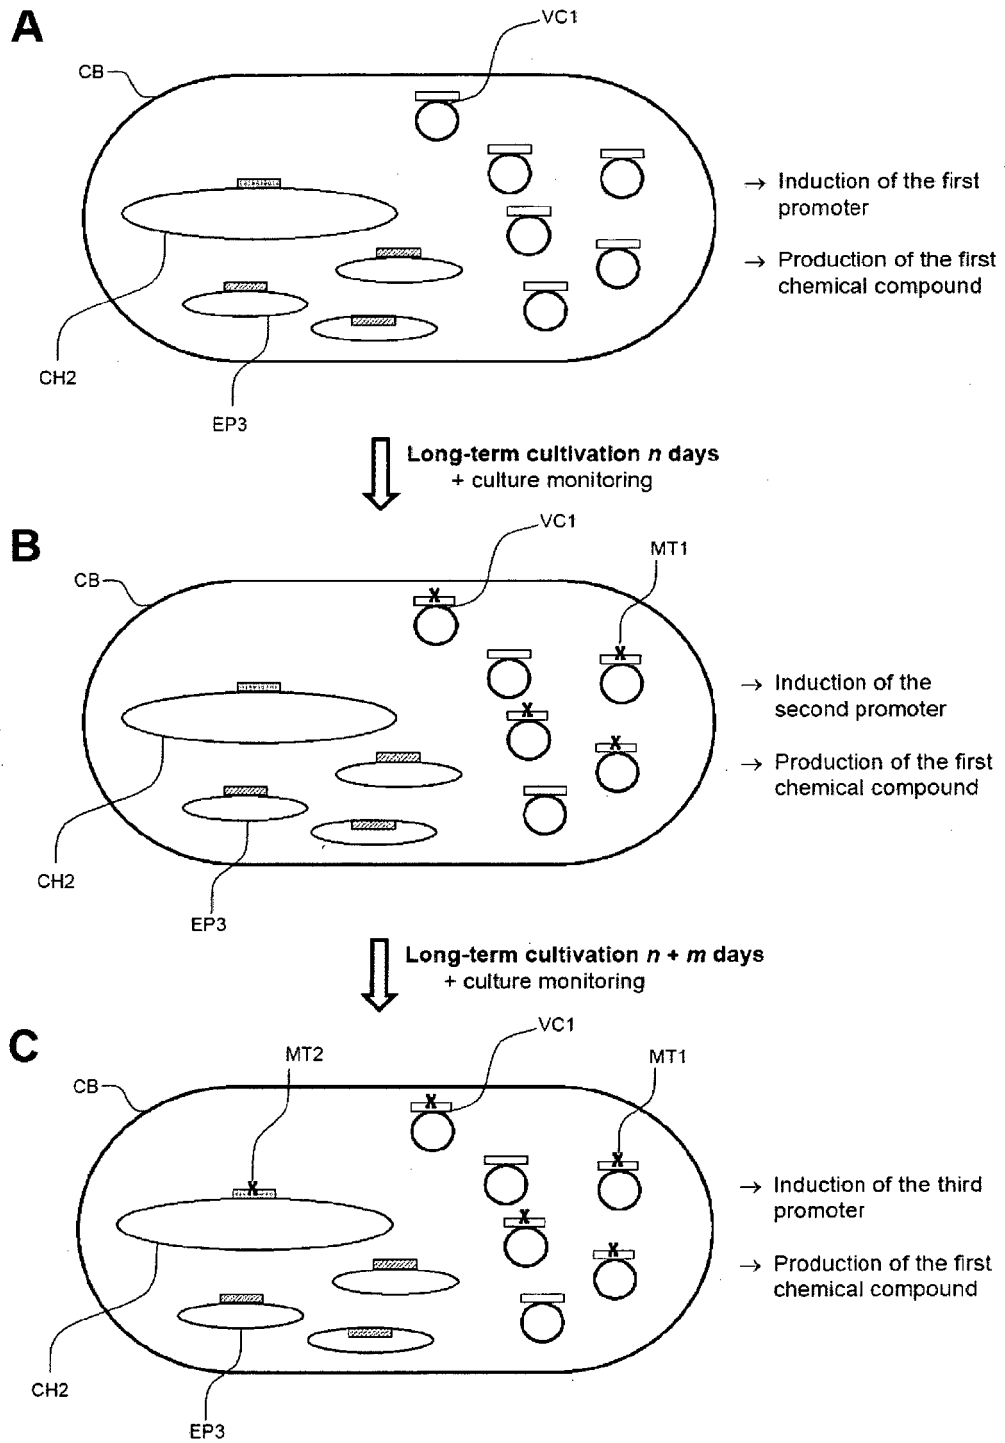 A
VC1
CB
→ Induction of the first
promoter
→ Production of the first
chemical compound
CH2
EP3
Long-term cultivation n days
+ culture monitoring
B
VC1
MT1
CB
X
X
X
X
→ Induction of the
second promoter
→ Production of the first
chemical compound
CH2
EP3
Long-term cultivation n + m days
+ culture monitoring
C
VC1
MT2
MT1
CB
X
X
X
X
X
→ Induction of the third
promoter
→ Production of the first
chemical compound
CH2
EP3